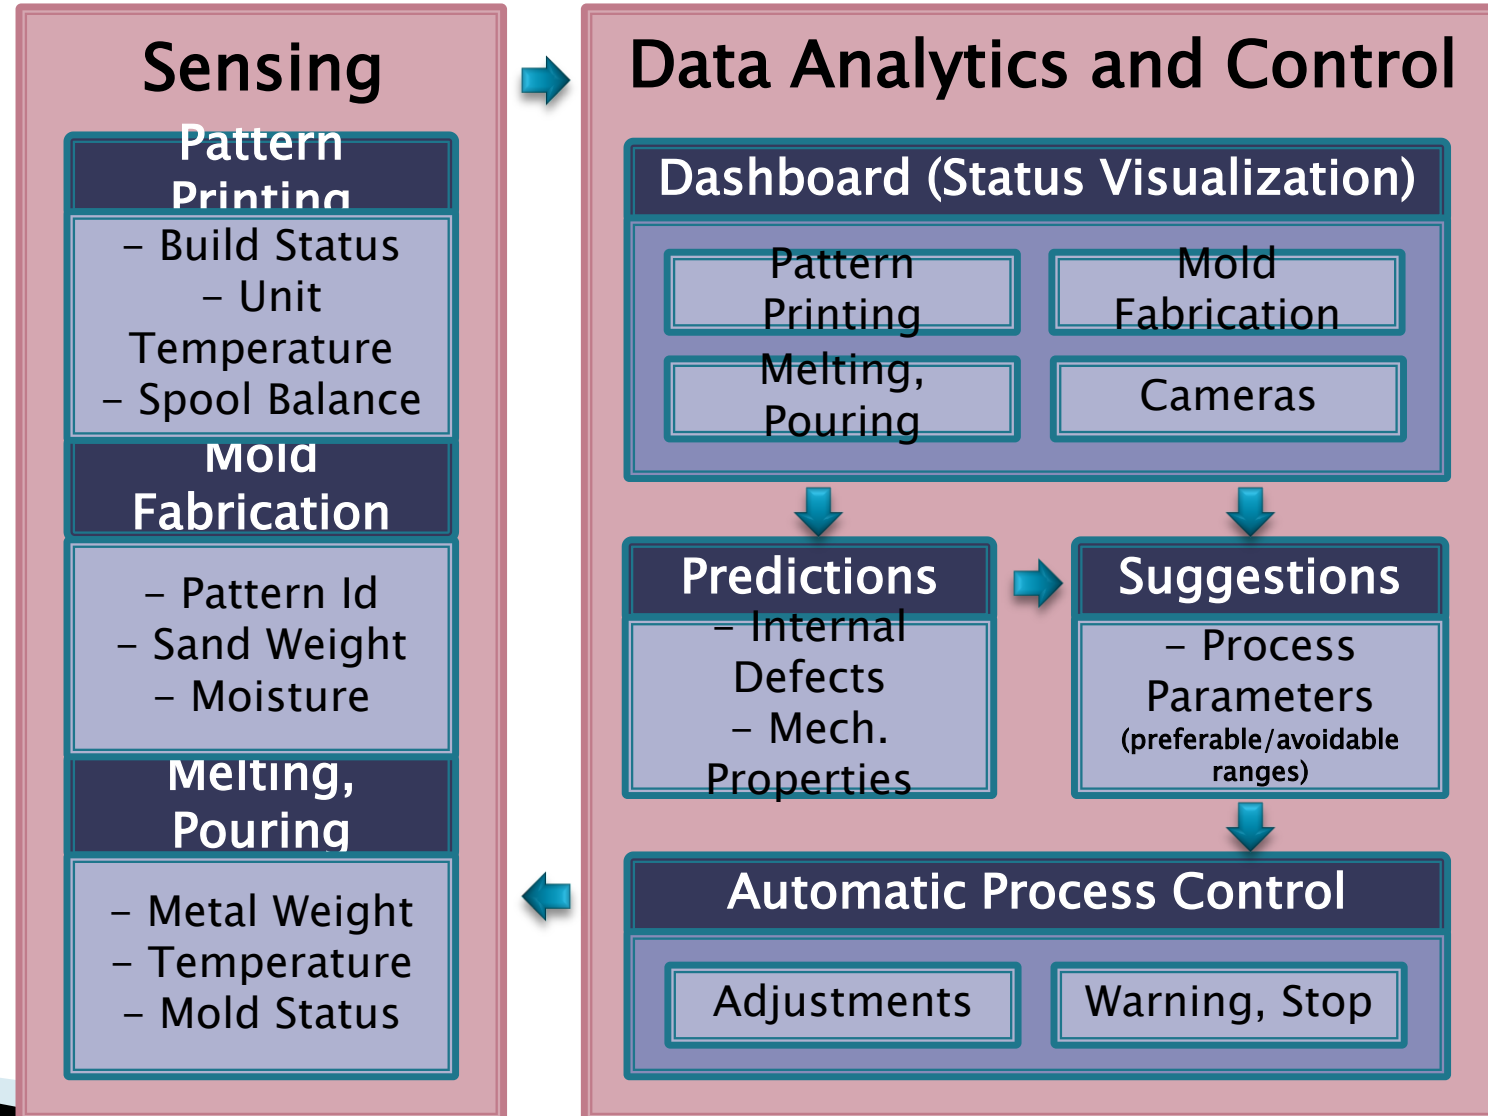 Sensing
Pattern
Printing
– Build Status
– Unit
Temperature
– Spool Balance
Mold
Fabrication
– Pattern Id
– Sand Weight
– Moisture
Melting,
Pouring
– Metal Weight
– Temperature
– Mold Status
Data Analytics and Control
Dashboard (Status Visualization)
Pattern
Printing
Mold
Fabrication
Melting,
Pouring
Cameras
Predictions
– Internal
Defects
– Mech.
Properties
Suggestions
– Process
Parameters
(preferable/avoidable
ranges)
Automatic Process Control
Adjustments
Warning, Stop